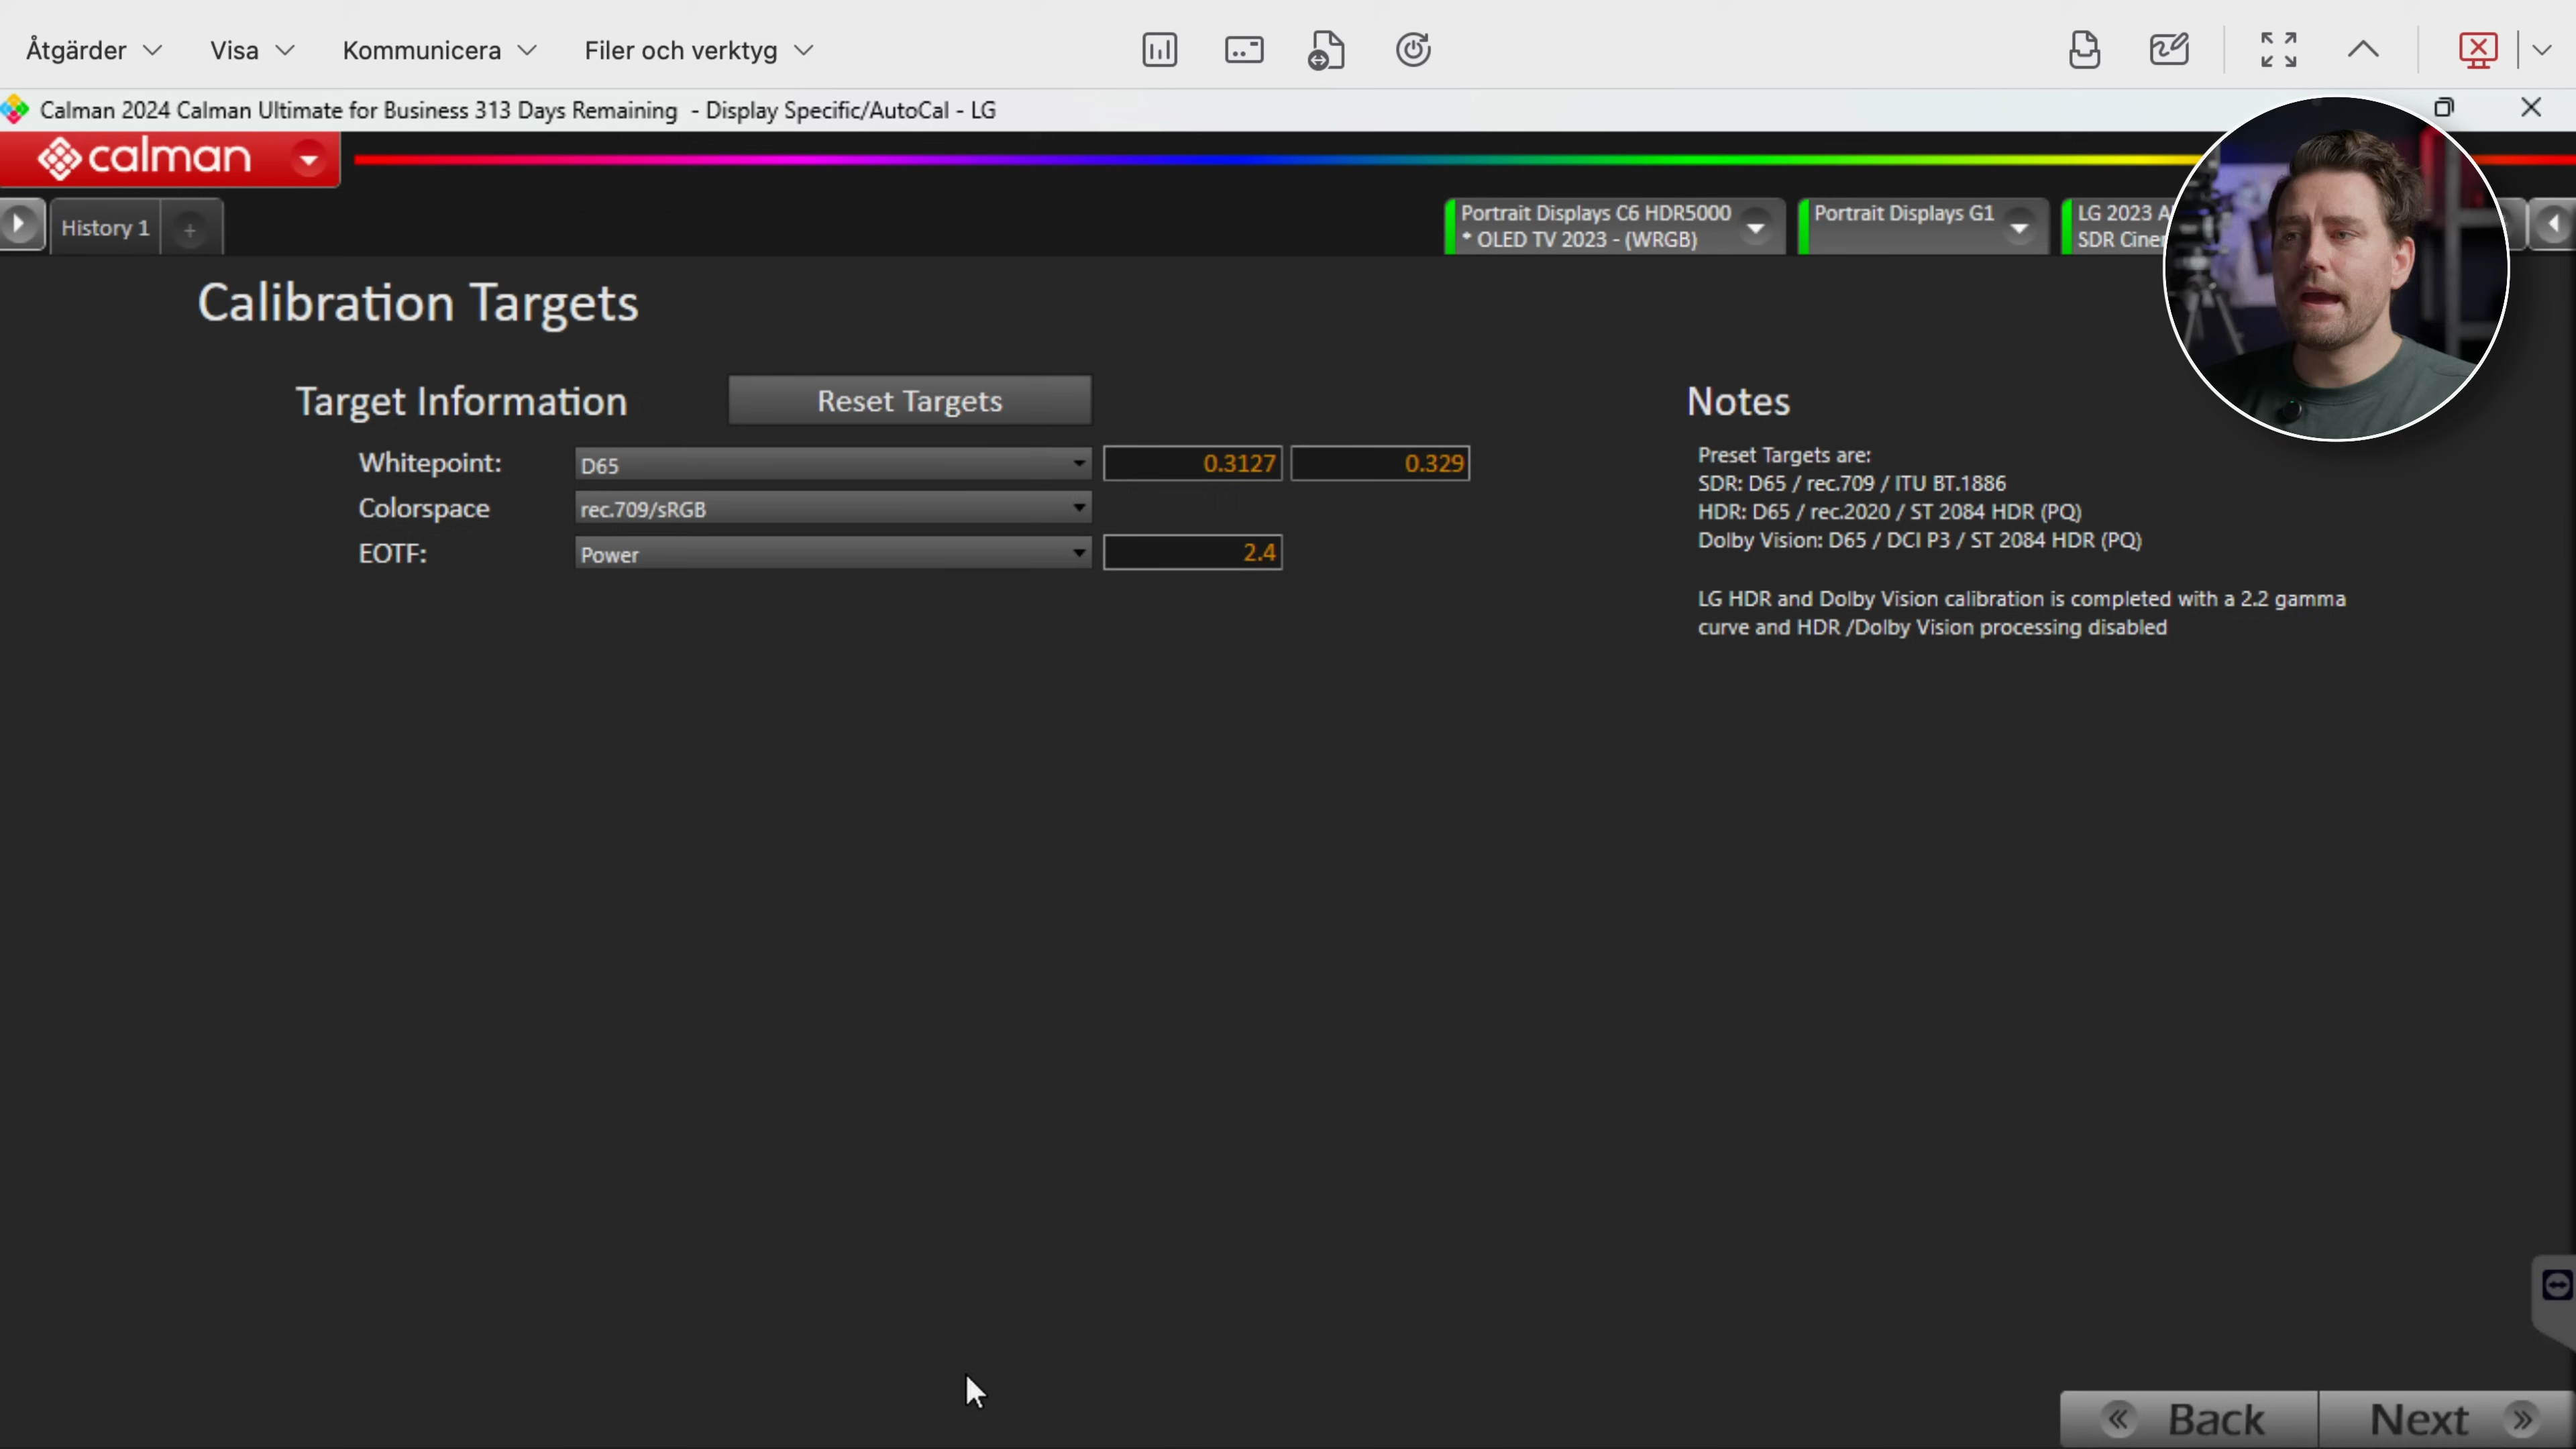 Åtgärder
Visa
Kommunicera
Filer och verktyg
Calman 2024 Calman Ultimate for Business 313 Days Remaining - Display Specific/AutoCal - LG
calman
History 1
+
Portrait Displays C6 HDR5000
* OLED TV 2023 - (WRGB)
Portrait Displays G1
LG 2023
SDR
Calibration Targets
Target Information
Reset Targets
Whitepoint:
D65
0.3127
0.329
Colorspace
rec.709/sRGB
EOTF:
Power
2.4
Notes
Preset Targets are:
SDR: D65 / rec.709 / ITU BT.1886
HDR: D65 / rec.2020 / ST 2084 HDR (PQ)
Dolby Vision: D65 / DCI P3 / ST 2084 HDR (PQ)
LG HDR and Dolby Vision calibration is completed with a 2.2 gamma
curve and HDR /Dolby Vision processing disabled
Back
Next